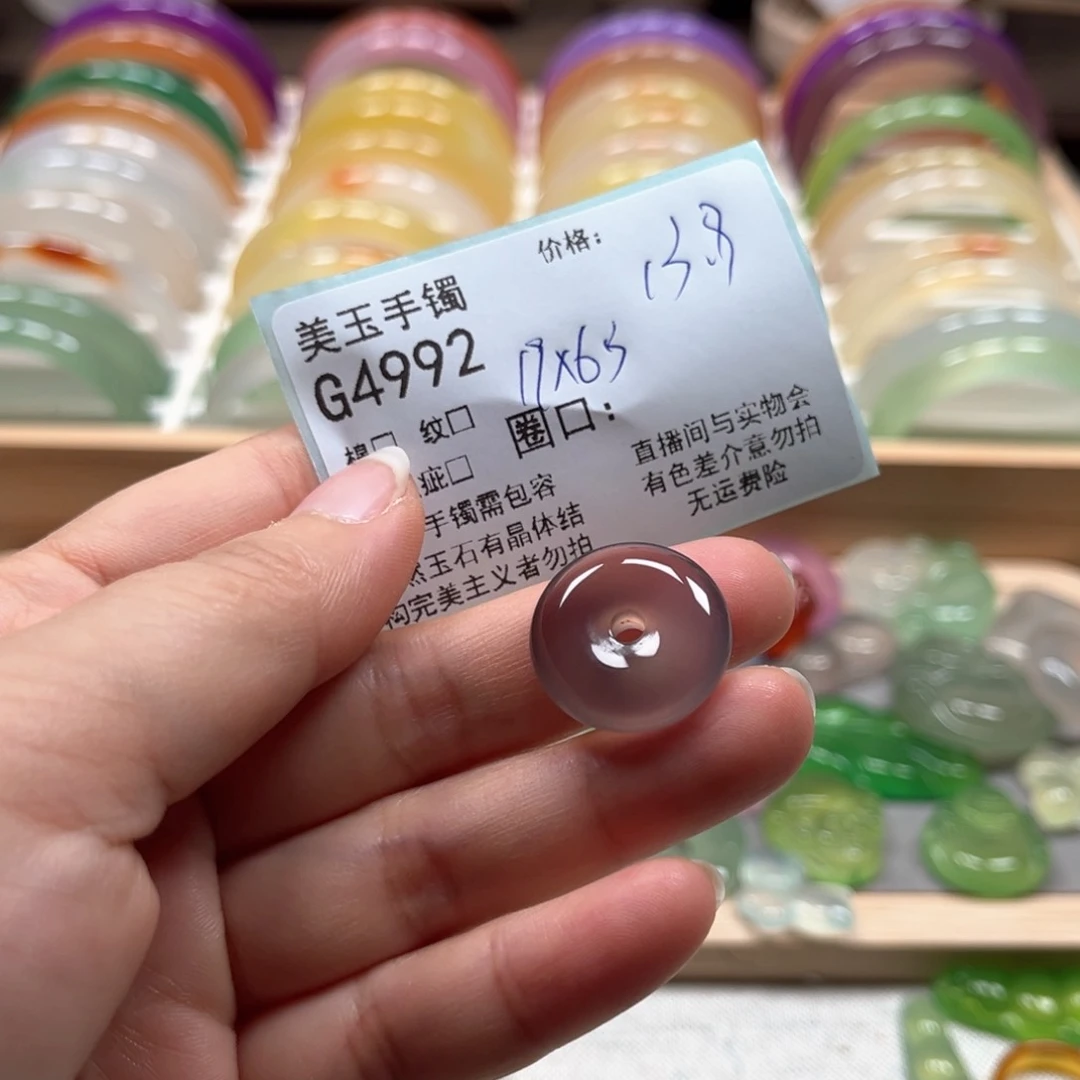 价格: 138
美玉手镯
G4992 17x65
棉□ 纹□ 圈口:
疵□
手镯需包容
然玉石有晶体结
构完美主义者勿拍
直播间与实物会
有色差介意勿拍
无运费险